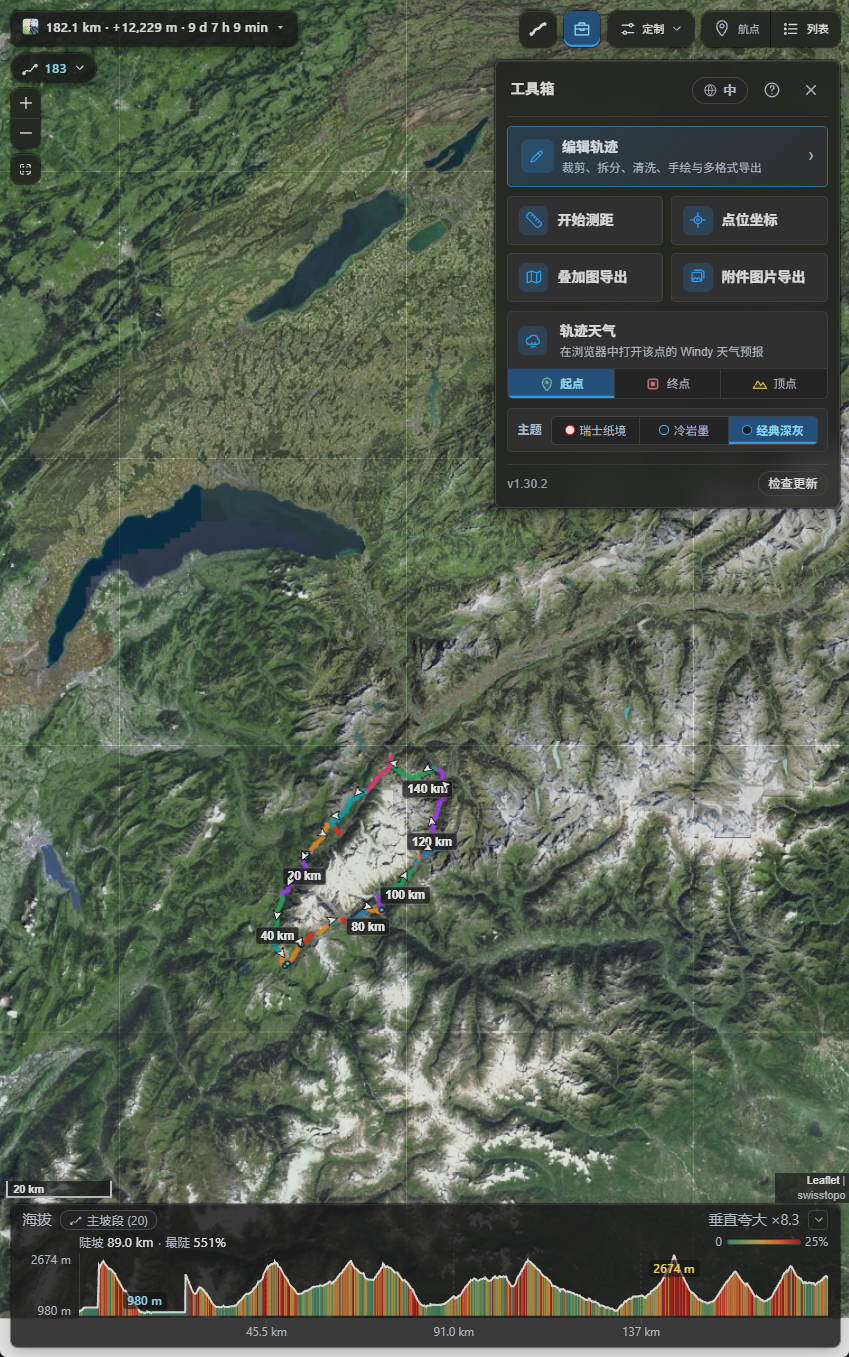 182.1 km · +12,229 m · 9 d 7 h 9 min
定制
航点
列表
183
工具箱
中
编辑轨迹
裁剪、拆分、清洗、手绘与多格式导出
开始测距
点位坐标
叠加图导出
附件图片导出
轨迹天气
在浏览器中打开该点的 Windy 天气预报
起点
终点
顶点
主题
瑞士纸境
冷岩墨
经典深灰
v1.30.2
检查更新
140 km
120 km
20 km
100 km
80 km
40 km
20 km
Leaflet |
swisstopo
海拔
主坡段 (20)
垂直夸大 ×8.3
陡坡 89.0 km · 最陡 551%
0
25%
2674 m
2674 m
980 m
980 m
45.5 km
91.0 km
137 km